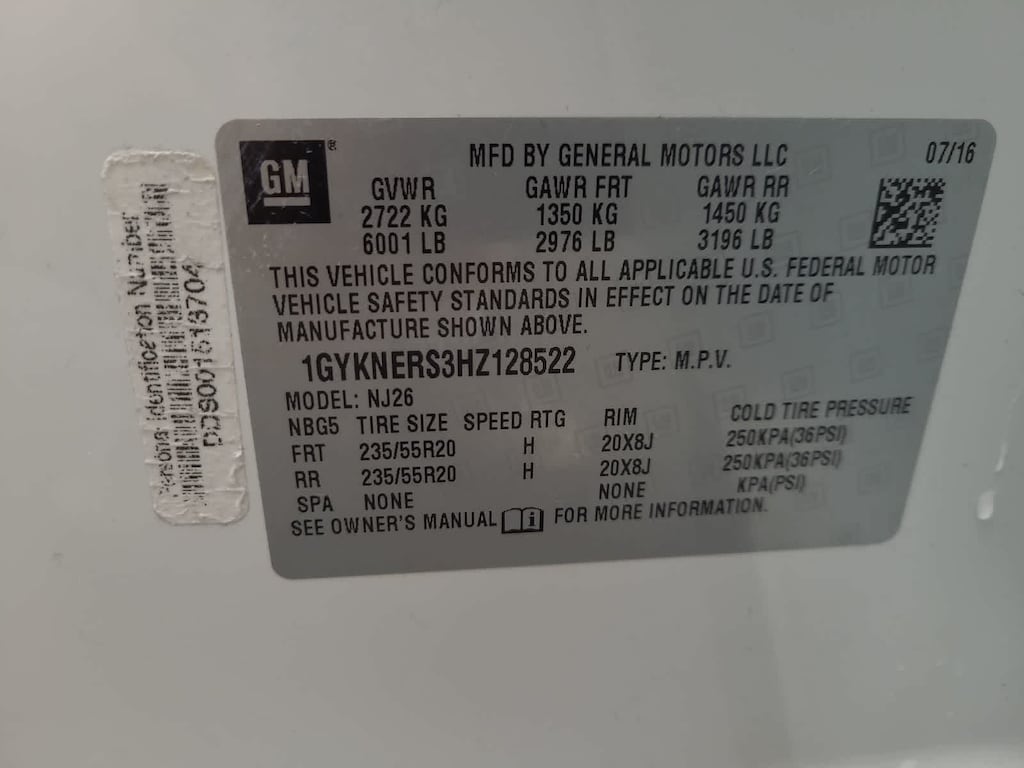 GM ®
MFD BY GENERAL MOTORS LLC 07/16
GVWR GAWR FRT GAWR RR
2722 KG 1350 KG 1450 KG
6001 LB 2976 LB 3196 LB
THIS VEHICLE CONFORMS TO ALL APPLICABLE U.S. FEDERAL MOTOR
VEHICLE SAFETY STANDARDS IN EFFECT ON THE DATE OF
MANUFACTURE SHOWN ABOVE.
1GYKNERS3HZ128522 TYPE: M.P.V.
MODEL: NJ26
NBG5 TIRE SIZE SPEED RTG RIM COLD TIRE PRESSURE
FRT 235/55R20 H 20X8J 250KPA(36PSI)
RR 235/55R20 H 20X8J 250KPA(36PSI)
SPA NONE NONE KPA(PSI)
SEE OWNER'S MANUAL FOR MORE INFORMATION.
Identification Number